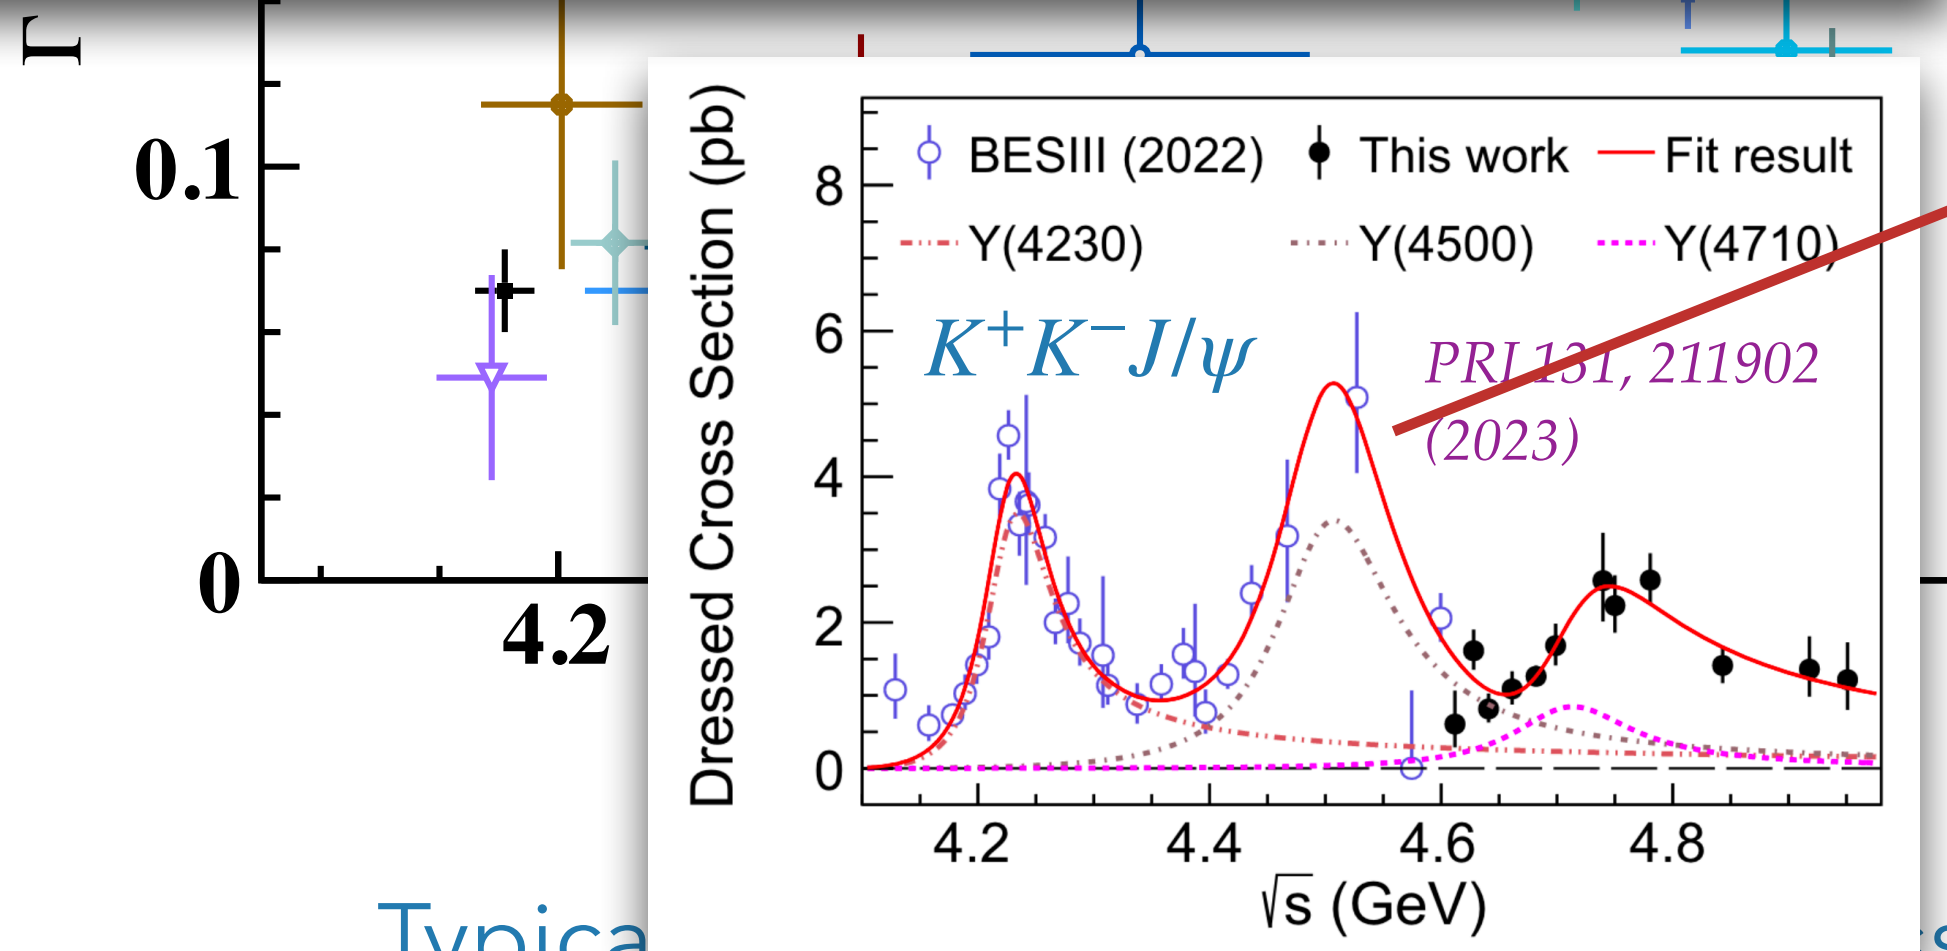 Γ
0.1
0
4.2
Dressed Cross Section (pb)
BESIII (2022) This work Fit result
Y(4230) Y(4500) Y(4710)
K⁺K⁻J/ψ
PRL 131, 211902
(2023)
8
6
4
2
0
4.2 4.4 4.6 4.8
√s (GeV)